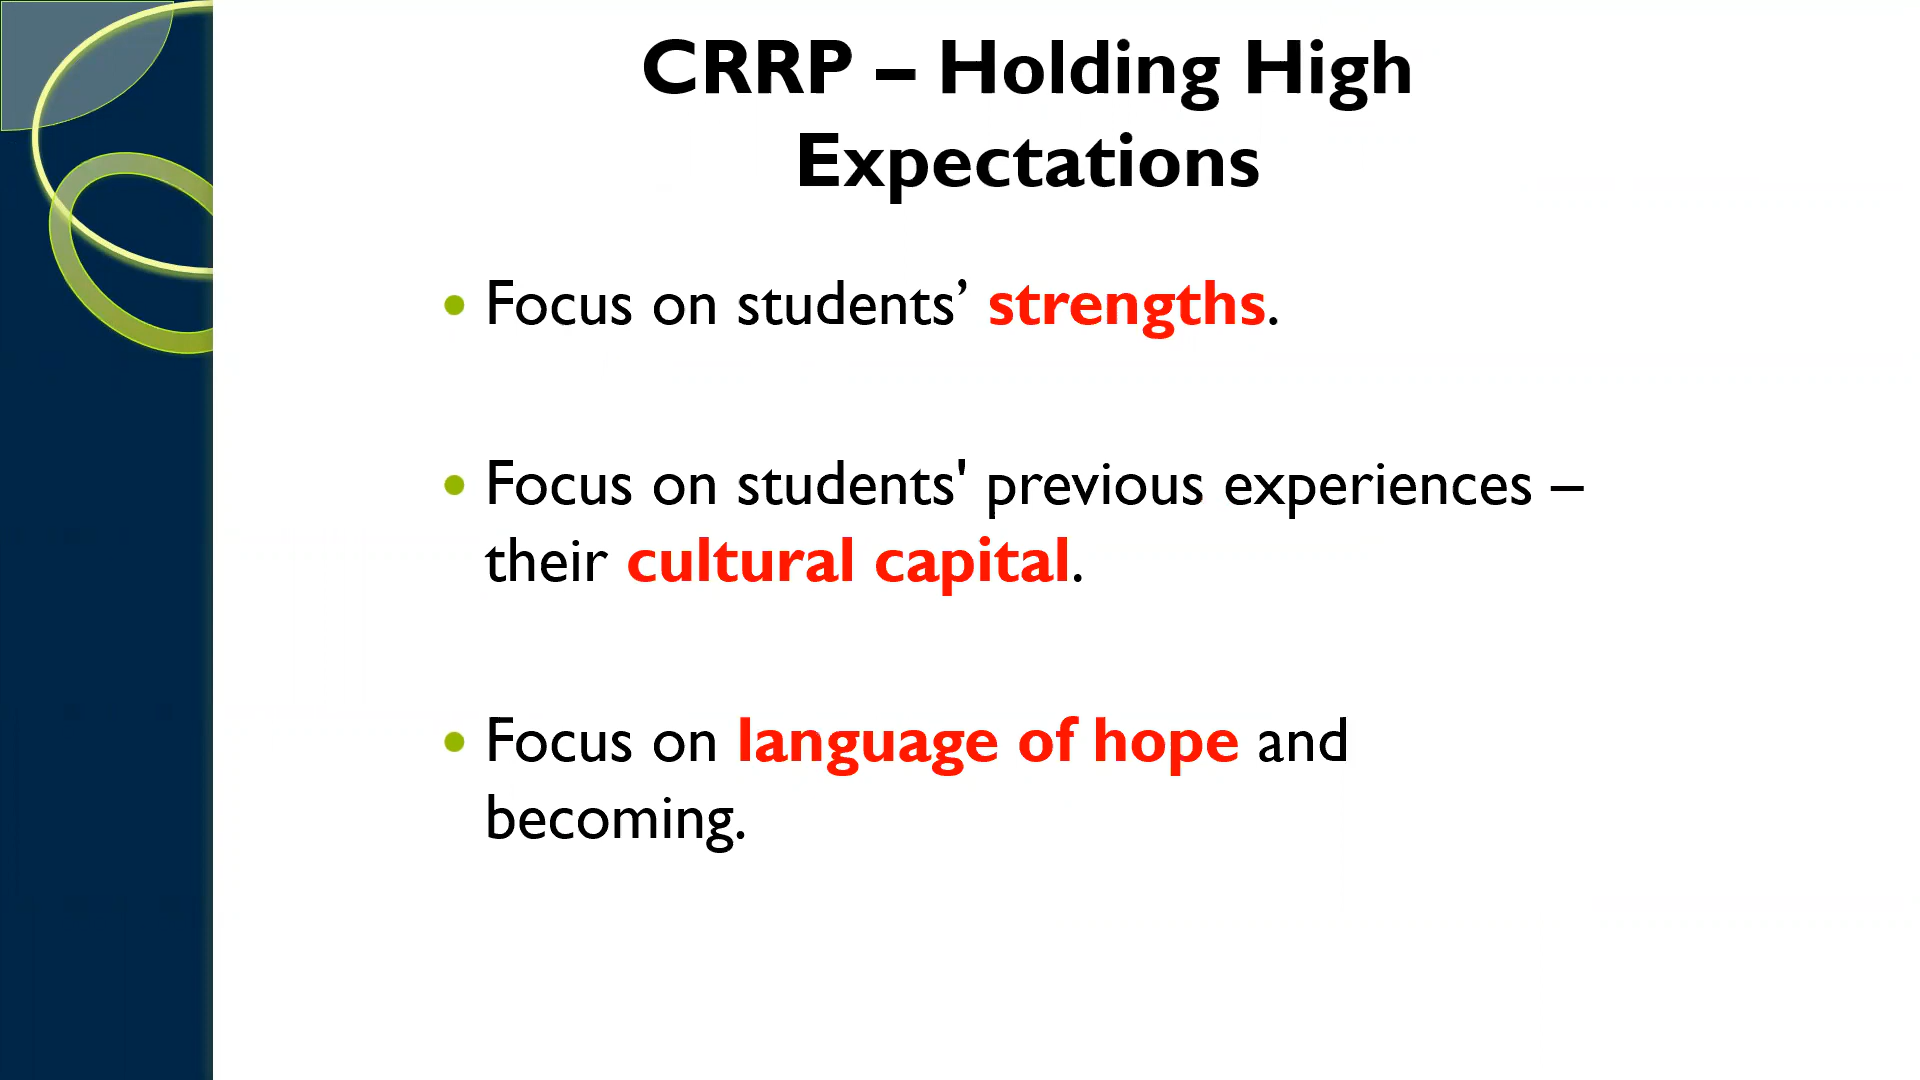 CRRP – Holding High
Expectations
• Focus on students’ strengths.
• Focus on students' previous experiences –
their cultural capital.
• Focus on language of hope and
becoming.